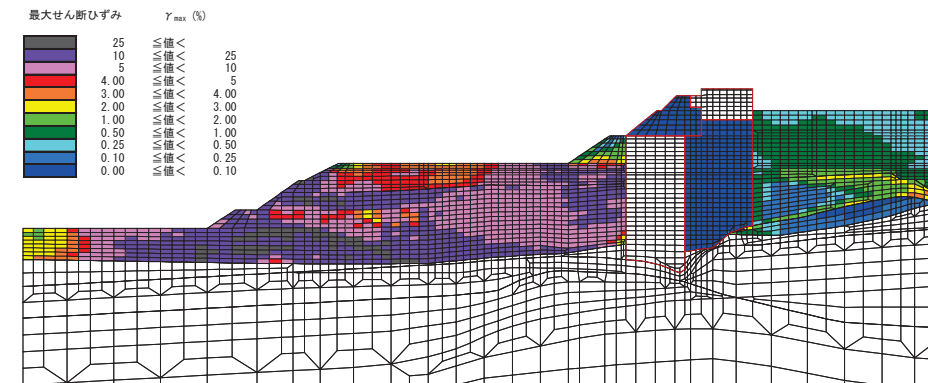 最大せん断ひずみ γmax (%)
25 ≦値＜
10 ≦値＜ 25
5 ≦値＜ 10
4.00 ≦値＜ 5
3.00 ≦値＜ 4.00
2.00 ≦値＜ 3.00
1.00 ≦値＜ 2.00
0.50 ≦値＜ 1.00
0.25 ≦値＜ 0.50
0.10 ≦値＜ 0.25
0.00 ≦値＜ 0.10